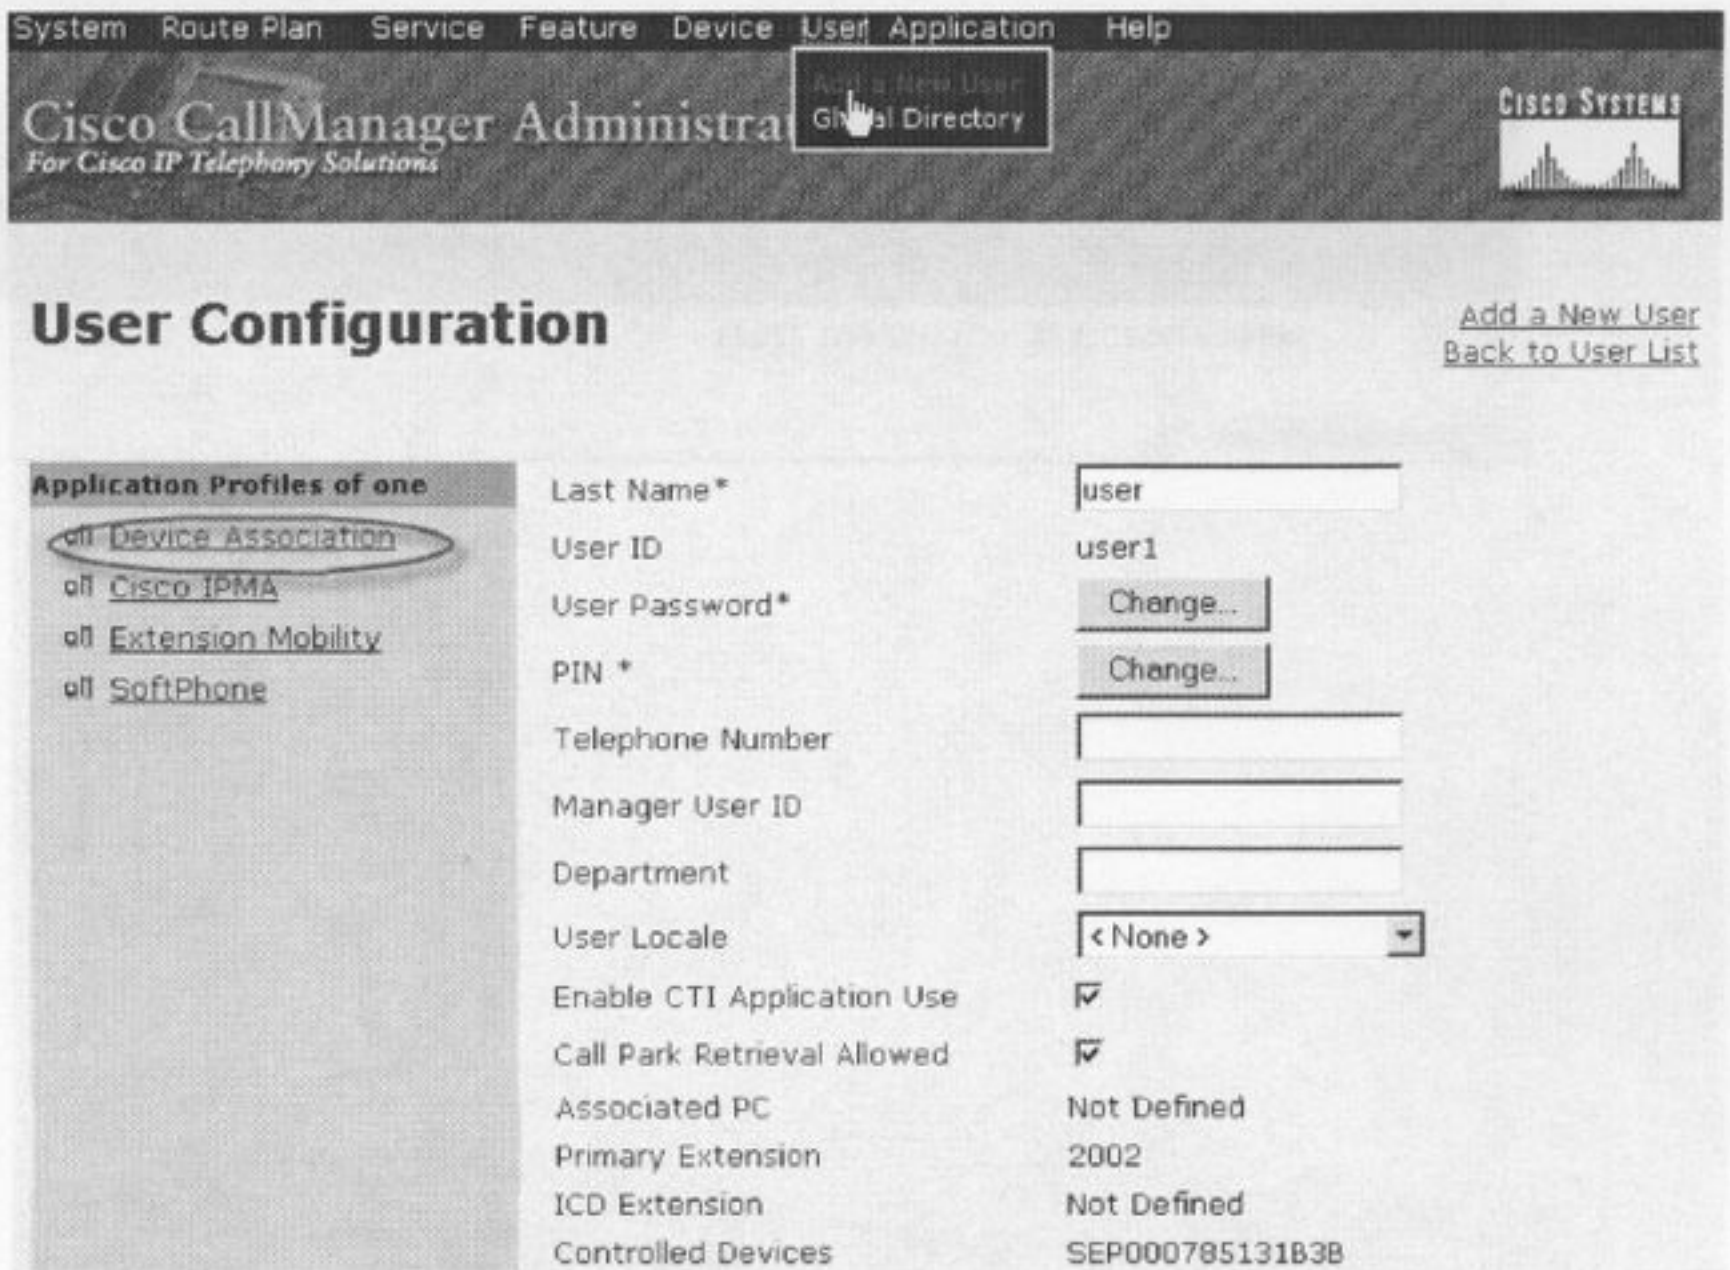 System Route Plan Service Feature Device User Application Help
Add a New User
Global Directory
Cisco CallManager Administrat
For Cisco IP Telephony Solutions
CISCO SYSTEMS
User Configuration
Add a New User
Back to User List
Application Profiles of one
Device Association
Cisco IPMA
Extension Mobility
SoftPhone
Last Name* user
User ID user1
User Password* Change...
PIN * Change...
Telephone Number
Manager User ID
Department
User Locale < None >
Enable CTI Application Use
Call Park Retrieval Allowed
Associated PC Not Defined
Primary Extension 2002
ICD Extension Not Defined
Controlled Devices SEP000785131B3B